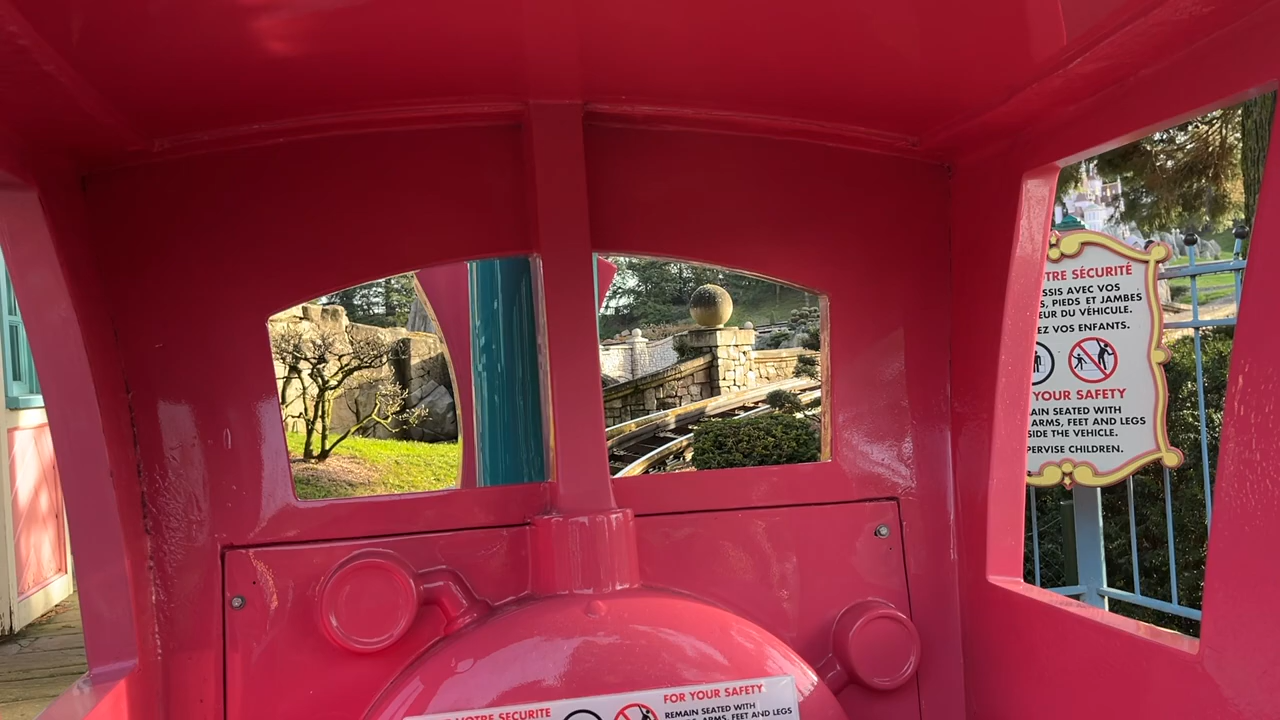 TRE SÉCURITÉ
SSIS AVEC VOS
S, PIEDS ET JAMBES
EUR DU VÉHICULE.
EZ VOS ENFANTS.
YOUR SAFETY
AIN SEATED WITH
ARMS, FEET AND LEGS
SIDE THE VEHICLE.
PERVISE CHILDREN.
VOTRE SECURITE
FOR YOUR SAFETY
REMAIN SEATED WITH
ARMS, FEET AND LEGS